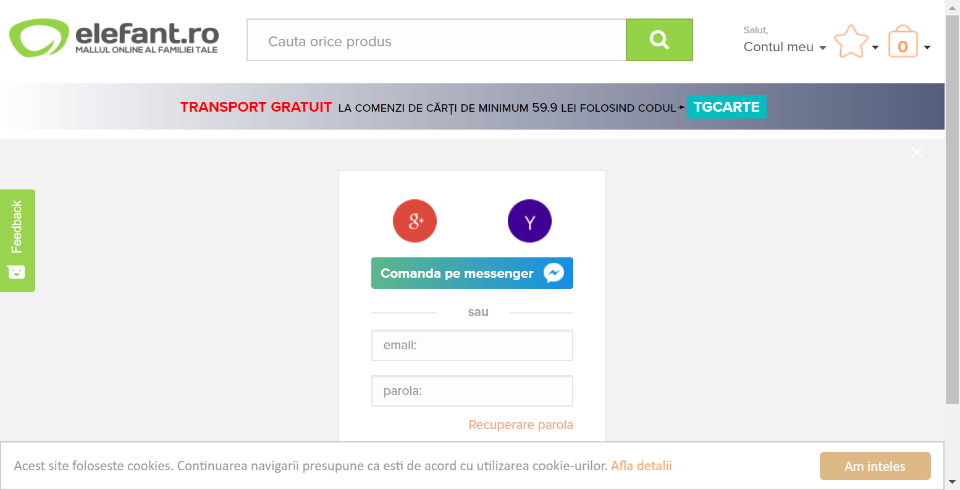 elefant.ro
MALLUL ONLINE AL FAMILIEI TALE
Cauta orice produs
Salut,
Contul meu
0
TRANSPORT GRATUIT LA COMENZI DE CĂRȚI DE MINIMUM 59.9 LEI FOLOSIND CODUL TGCARTE
Feedback
g+
Y
Comanda pe messenger
sau
email:
parola:
Recuperare parola
Acest site foloseste cookies. Continuarea navigarii presupune ca esti de acord cu utilizarea cookie-urilor. Afla detalii
Am inteles